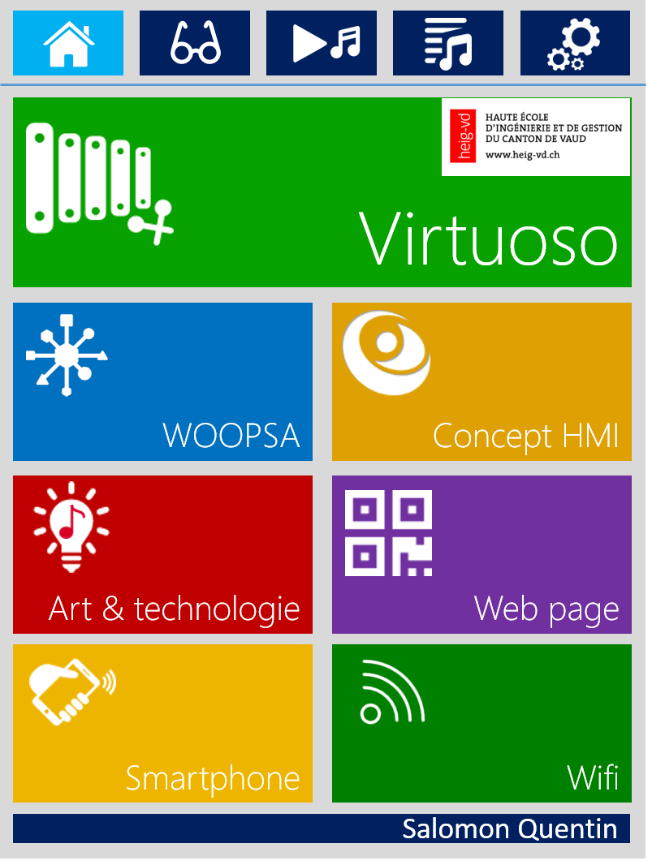 heig-vd
HAUTE ÉCOLE
D'INGÉNIERIE ET DE GESTION
DU CANTON DE VAUD
www.heig-vd.ch
Virtuoso
WOOPSA
Concept HMI
Art & technologie
Web page
Smartphone
Wifi
Salomon Quentin